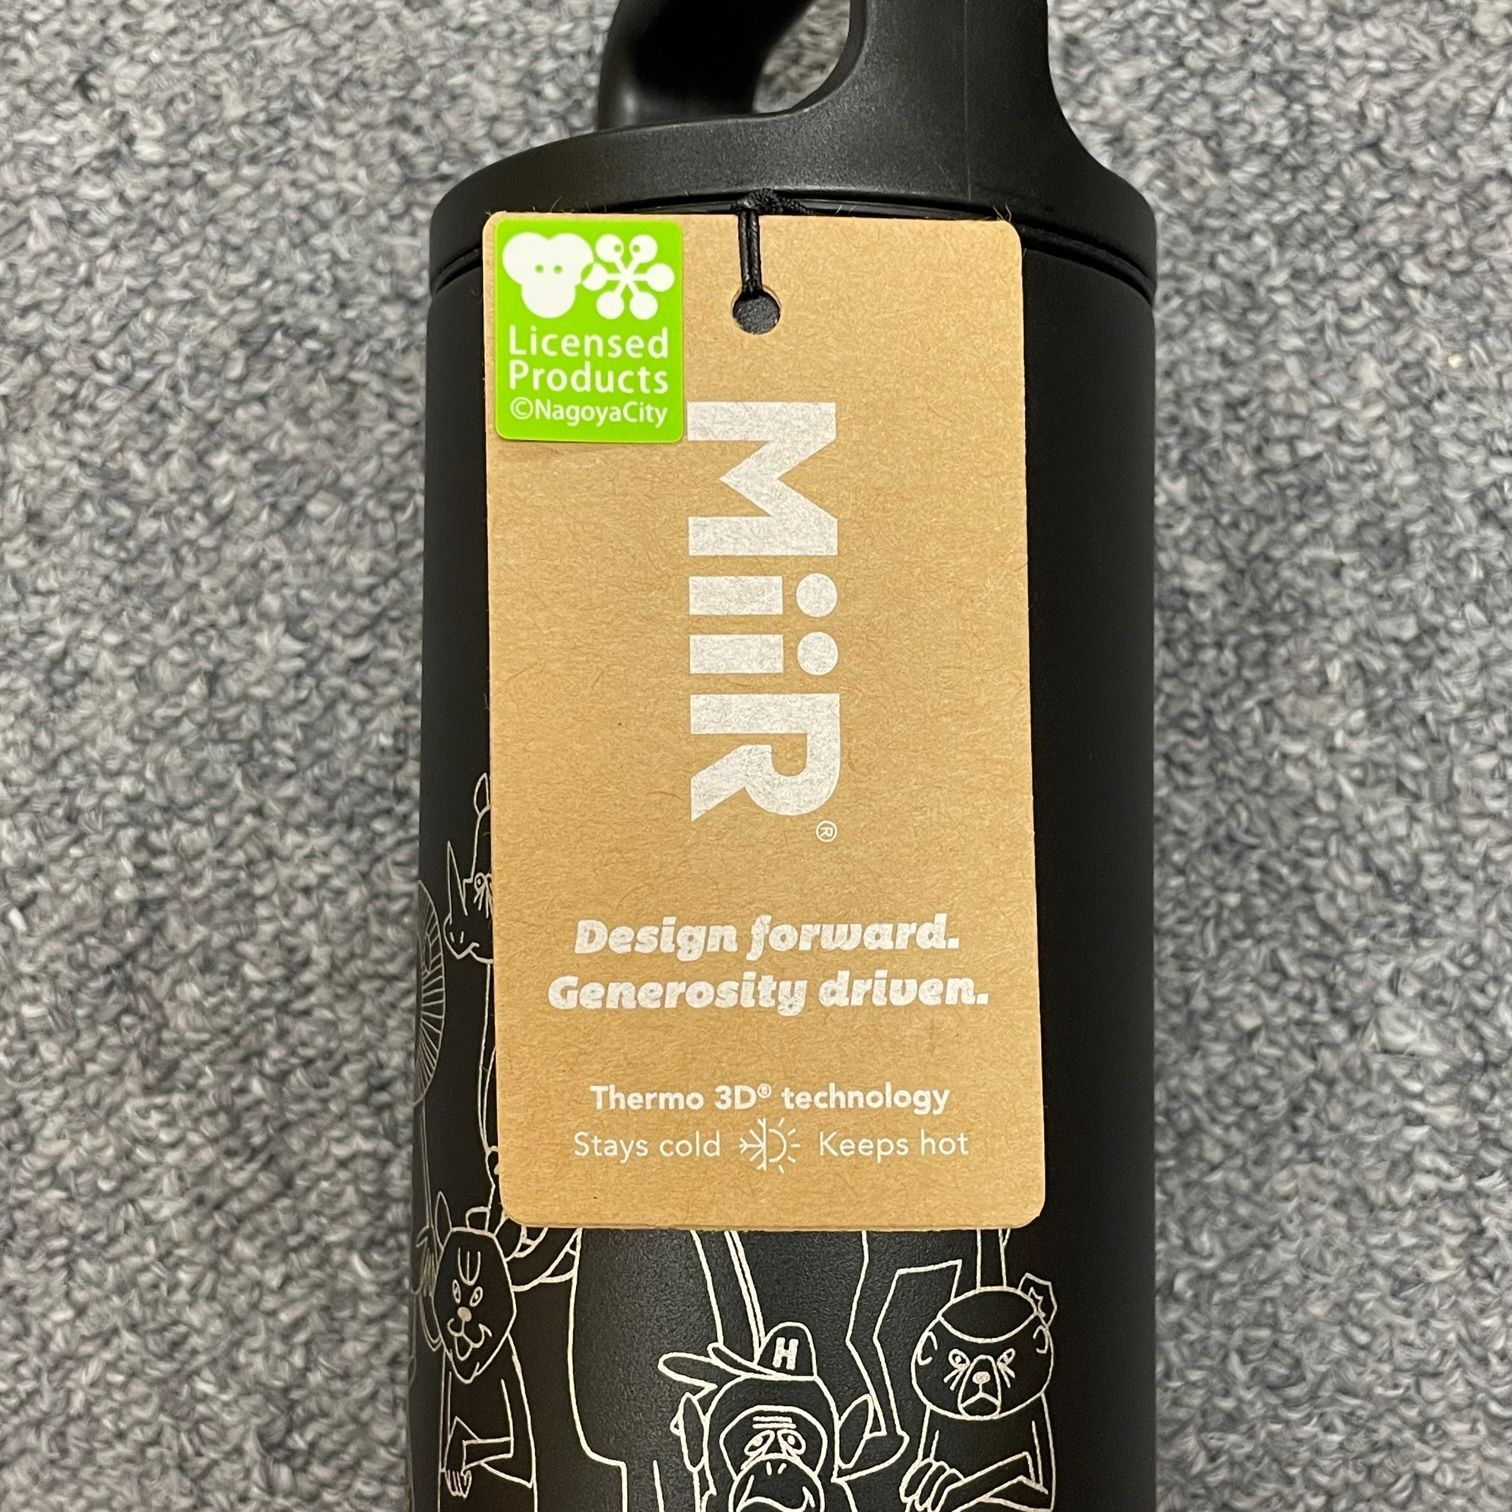 Licensed
Products
©NagoyaCity
MiiR®
Design forward.
Generosity driven.
Thermo 3D® technology
Stays cold Keeps hot
H